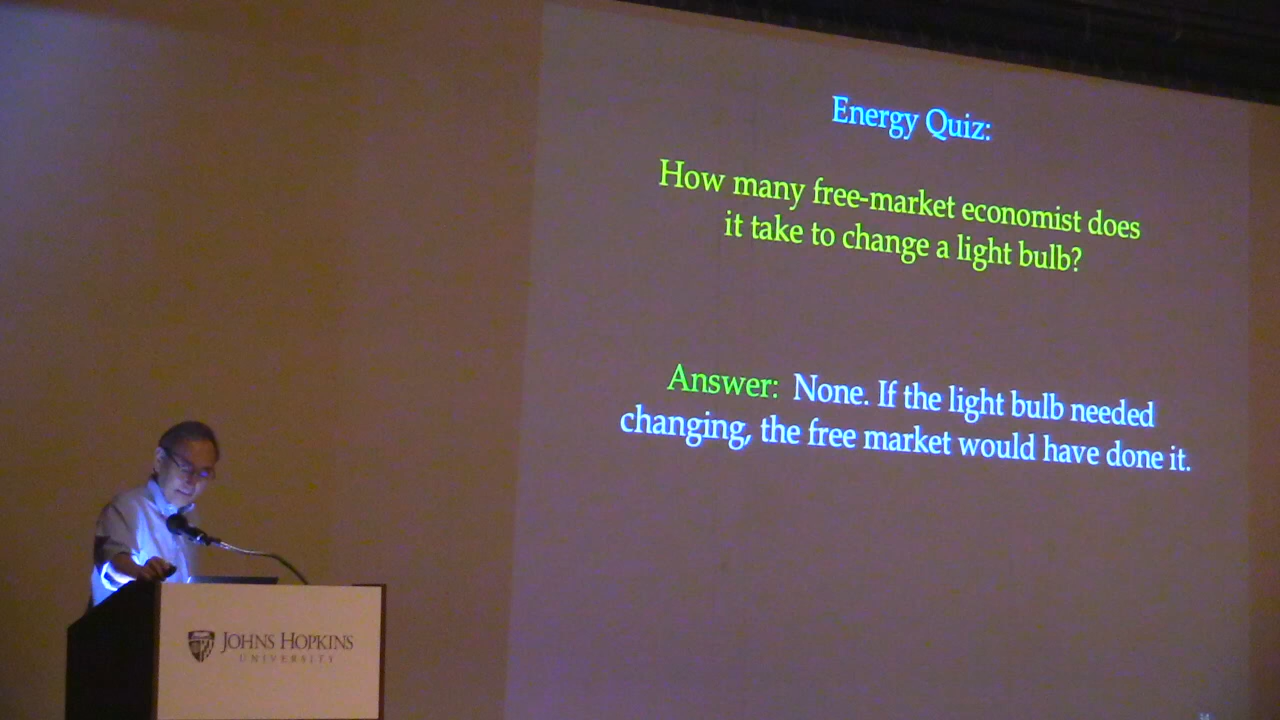 Energy Quiz:
How many free-market economist does
it take to change a light bulb?
Answer: None. If the light bulb needed
changing, the free market would have done it.
JOHNS HOPKINS
UNIVERSITY